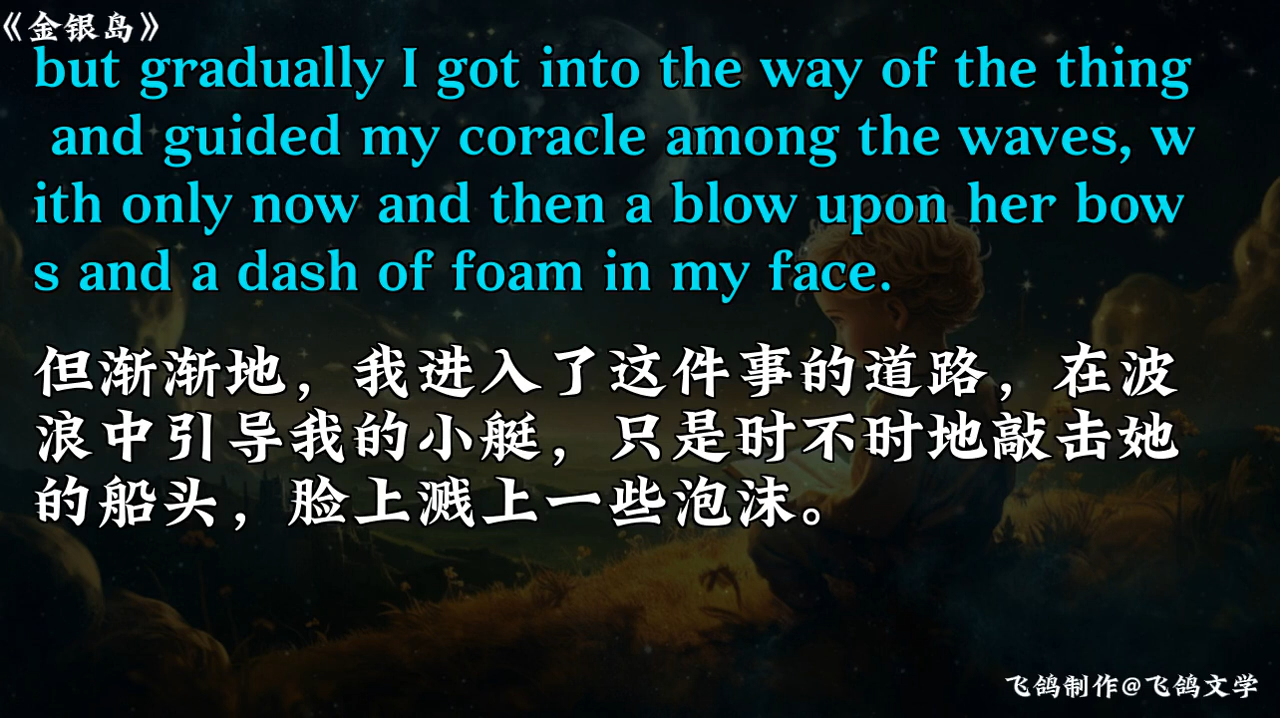 《金银岛》
but gradually I got into the way of the thing
and guided my coracle among the waves, w
ith only now and then a blow upon her bow
s and a dash of foam in my face.
但渐渐地，我进入了这件事的道路，在波
浪中引导我的小艇，只是时不时地敲击她
的船头，脸上溅上一些泡沫。
飞鸽制作@飞鸽文学